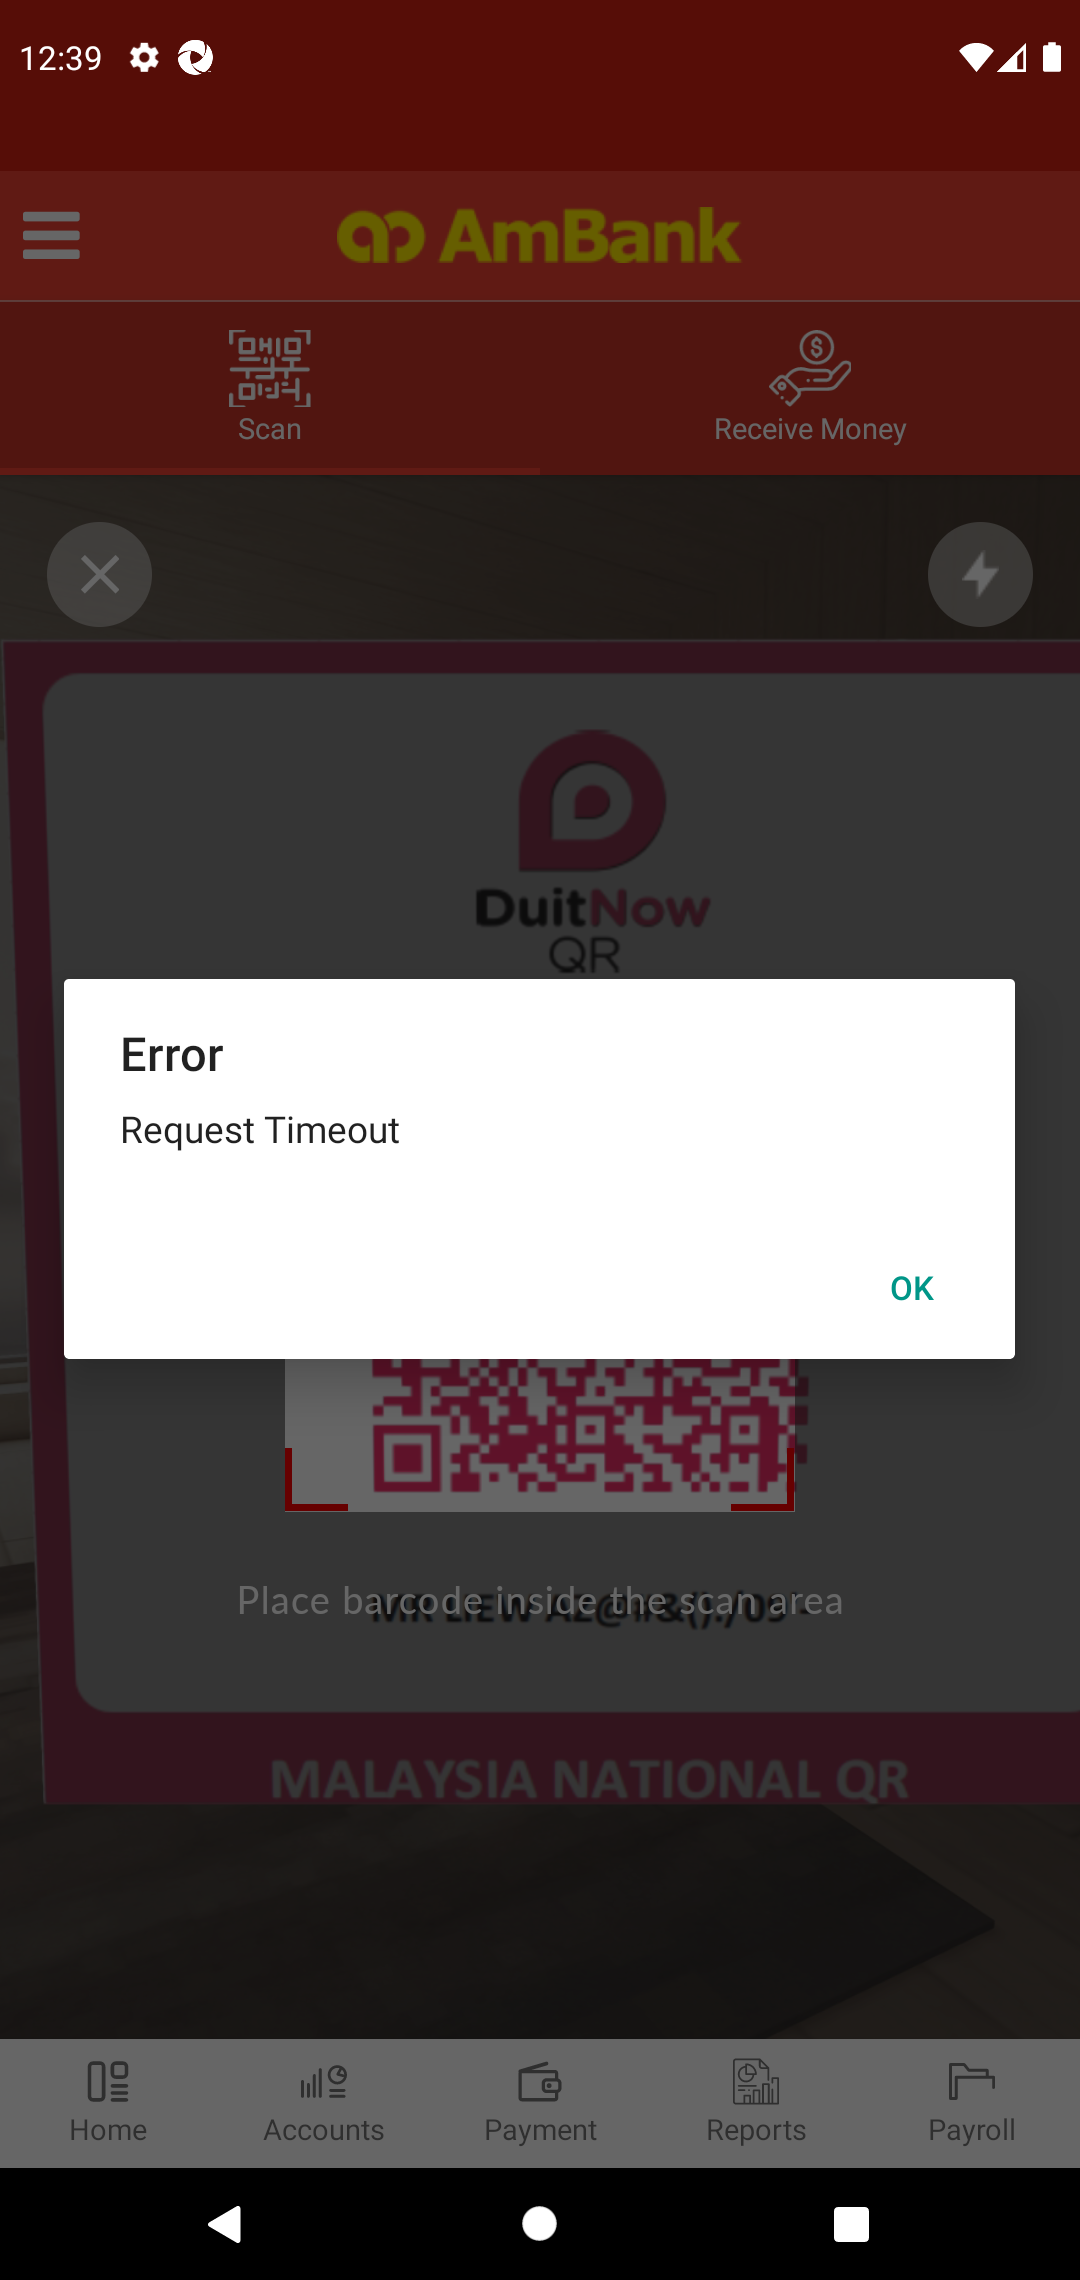 12:39
AmBank
Scan
Receive Money
DuitNow
QR
Error
Request Timeout
OK
Place barcode inside the scan area
MALAYSIA NATIONAL QR
Home
Accounts
Payment
Reports
Payroll